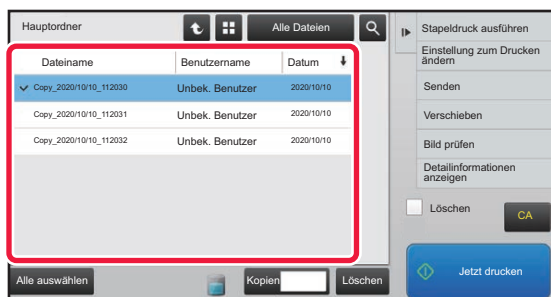 Hauptordner
Alle Dateien
Dateiname Benutzername Datum
Copy_2020/10/10_112030 Unbek. Benutzer 2020/10/10
Copy_2020/10/10_112031 Unbek. Benutzer 2020/10/10
Copy_2020/10/10_112032 Unbek. Benutzer 2020/10/10
Alle auswählen
Kopien
Löschen
Stapeldruck ausführen
Einstellung zum Drucken
ändern
Senden
Verschieben
Bild prüfen
Detailinformationen
anzeigen
Löschen
CA
Jetzt drucken